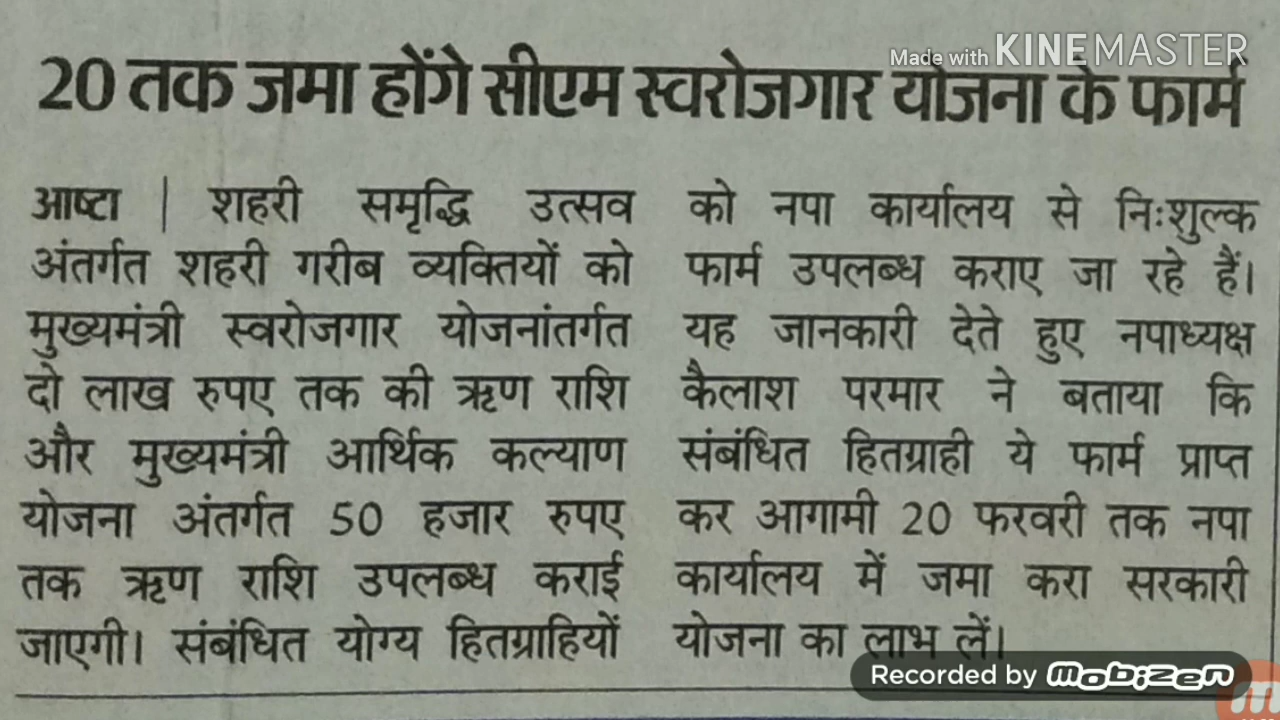 Made with KINEMASTER
20 तक जमा होंगे सीएम स्वरोजगार योजना के फार्म
आष्टा | शहरी समृद्धि उत्सव
अंतर्गत शहरी गरीब व्यक्तियों को
मुख्यमंत्री स्वरोजगार योजनांतर्गत
दो लाख रुपए तक की ऋण राशि
और मुख्यमंत्री आर्थिक कल्याण
योजना अंतर्गत 50 हजार रुपए
तक ऋण राशि उपलब्ध कराई
जाएगी। संबंधित योग्य हितग्राहियों
को नपा कार्यालय से निःशुल्क
फार्म उपलब्ध कराए जा रहे हैं।
यह जानकारी देते हुए नपाध्यक्ष
कैलाश परमार ने बताया कि
संबंधित हितग्राही ये फार्म प्राप्त
कर आगामी 20 फरवरी तक नपा
कार्यालय में जमा करा सरकारी
योजना का लाभ लें।
Recorded by mobizen